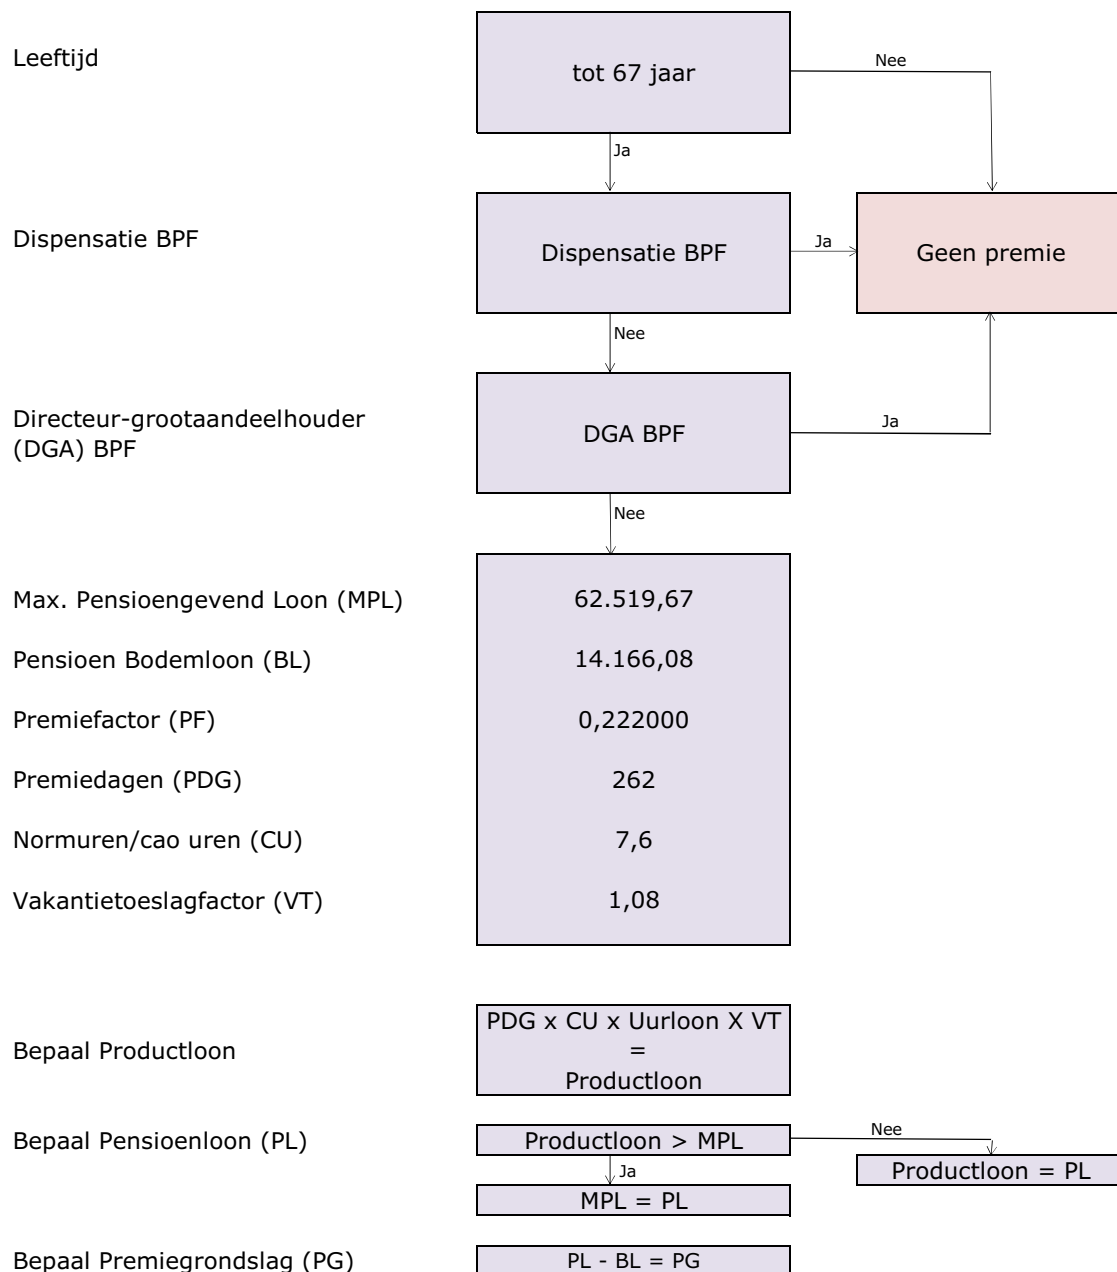 Leeftijd
tot 67 jaar
Nee
Ja
Dispensatie BPF
Dispensatie BPF
Ja
Geen premie
Nee
Directeur-grootaandeelhouder
(DGA) BPF
DGA BPF
Ja
Nee
Max. Pensioengevend Loon (MPL)
62.519,67
Pensioen Bodemloon (BL)
14.166,08
Premiefactor (PF)
0,222000
Premiedagen (PDG)
262
Normuren/cao uren (CU)
7,6
Vakantietoeslagfactor (VT)
1,08
Bepaal Productloon
PDG x CU x Uurloon X VT
=
Productloon
Bepaal Pensioenloon (PL)
Productloon > MPL
Nee
Productloon = PL
Ja
MPL = PL
Bepaal Premiegrondslag (PG)
PL - BL = PG